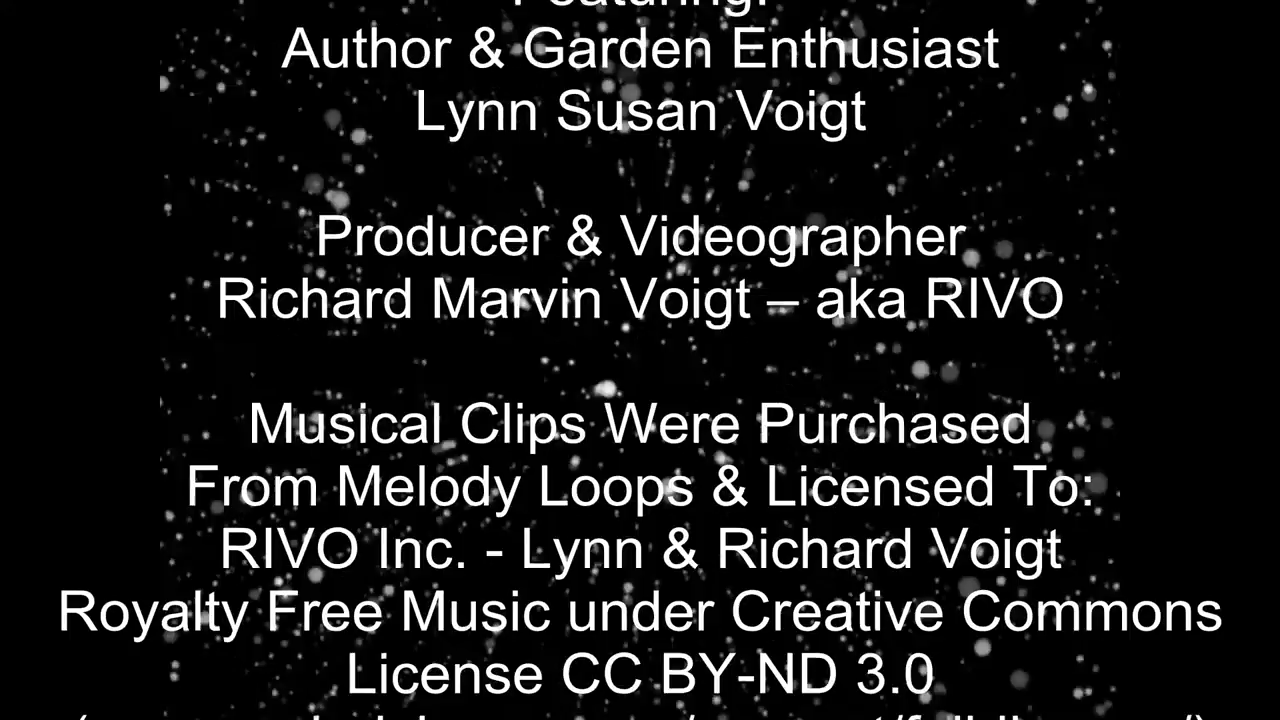 Featuring:
Author & Garden Enthusiast
Lynn Susan Voigt
Producer & Videographer
Richard Marvin Voigt – aka RIVO
Musical Clips Were Purchased
From Melody Loops & Licensed To:
RIVO Inc. - Lynn & Richard Voigt
Royalty Free Music under Creative Commons
License CC BY-ND 3.0